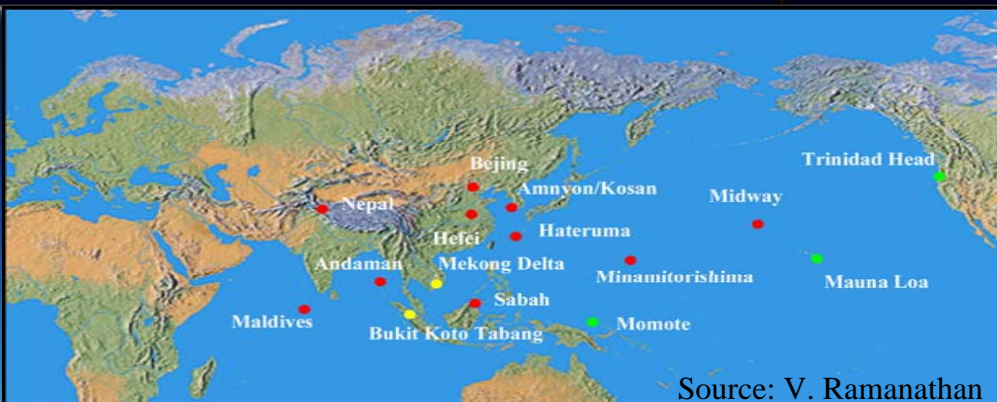 Trinidad Head
Bejing
Amnyon/Kosan
Midway
Nepal
Hefei
Hateruma
Andaman
Mekong Delta
Minamitorishima
Mauna Loa
Sabah
Maldives
Bukit Koto Tabang
Momote
Source: V. Ramanathan